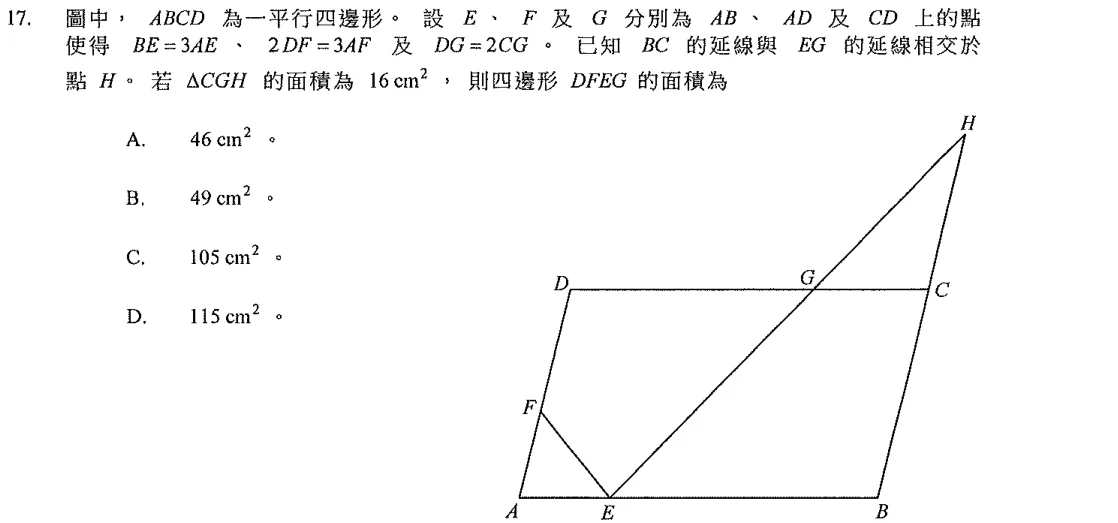 17. 圖中， ABCD 為一平行四邊形。 設 E 、 F 及 G 分別為 AB 、 AD 及 CD 上的點
使得 BE = 3AE 、 2DF = 3AF 及 DG = 2CG 。 已知 BC 的延線與 EG 的延線相交於
點 H 。 若 ΔCGH 的面積為 16 cm² ， 則四邊形 DFEG 的面積為
A. 46 cm² 。
B. 49 cm² 。
C. 105 cm² 。
D. 115 cm² 。
H
D G C
F
A E B